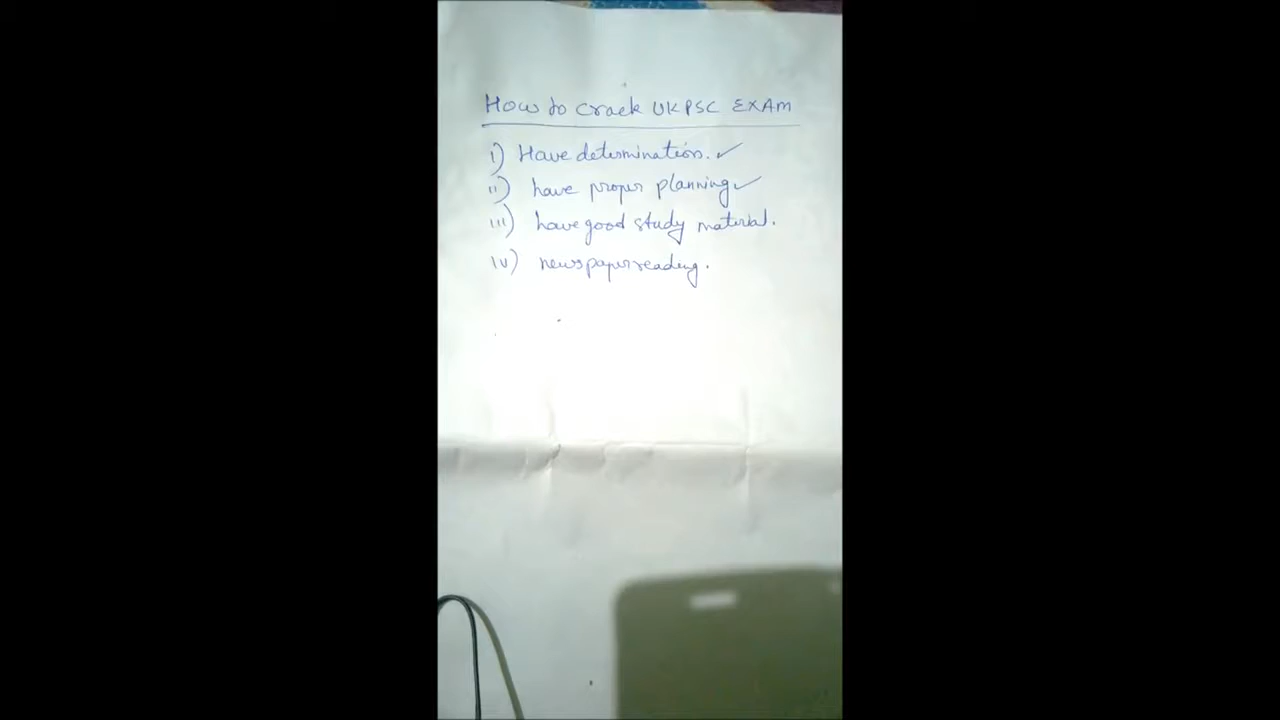 How to crack UKPSC EXAM
i) Have determination. ✓
ii) have proper planning ✓
iii) have good study material.
iv) newspaper reading.